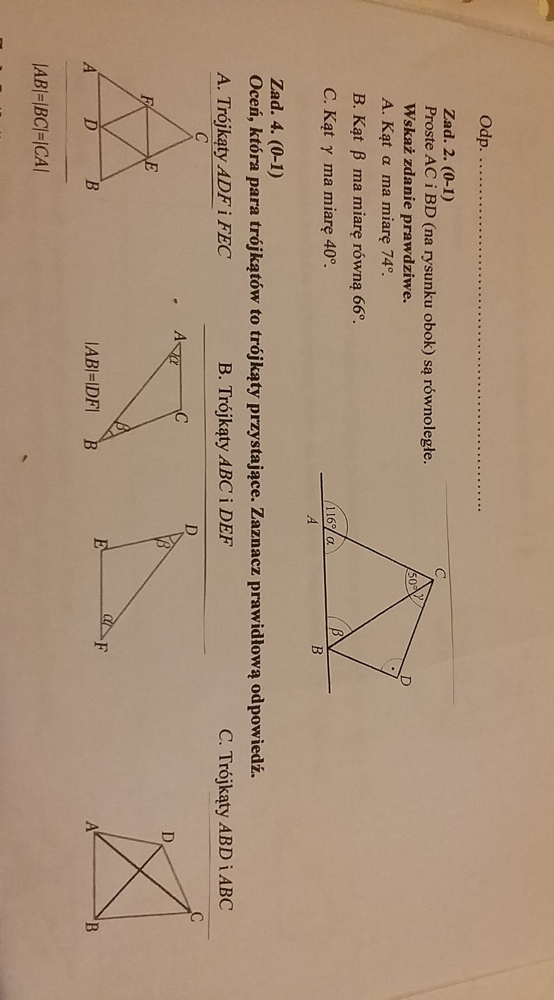 Odp. ............................................................
Zad. 2. (0-1)
Proste AC i BD (na rysunku obok) są równoległe.
Wskaż zdanie prawdziwe.
A. Kąt α ma miarę 74°.
B. Kąt β ma miarę równą 66°.
C. Kąt γ ma miarę 40°.
C
50° γ
D
116° α
β
A
B
Zad. 4. (0-1)
Oceń, która para trójkątów to trójkąty przystające. Zaznacz prawidłową odpowiedź.
A. Trójkąty ADF i FEC
B. Trójkąty ABC i DEF
C. Trójkąty ABD i ABC
C
F
E
A
D
B
|AB|=|BC|=|CA|
A
α
C
β
B
|AB|=|DF|
D
β
E
α
F
D
C
A
B